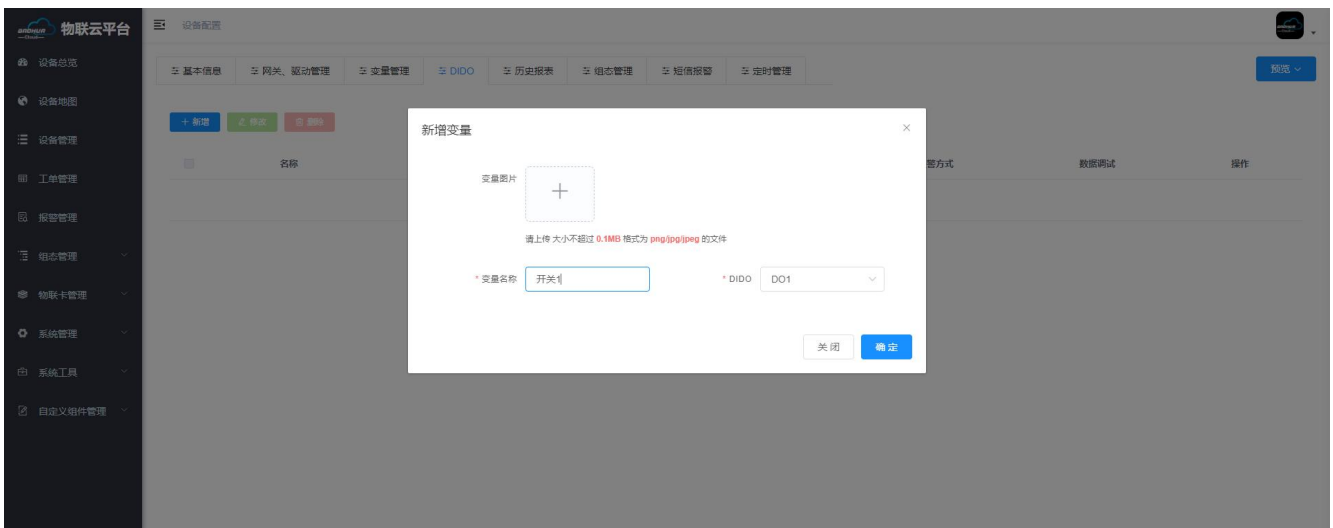 物联云平台
设备配置
设备总览
设备地图
设备管理
工单管理
报警管理
组态管理
物联卡管理
系统管理
系统工具
自定义组件管理
基本信息 网关、驱动管理 变量管理 DIDO 历史报表 组态管理 短信报警 定时管理
预览
+ 新增 修改 删除
名称 警方式 数据调试 操作
新增变量
变量图片
请上传 大小不超过 0.1MB 格式为 png/jpg/jpeg 的文件
* 变量名称 开关1 * DIDO DO1
关闭 确定